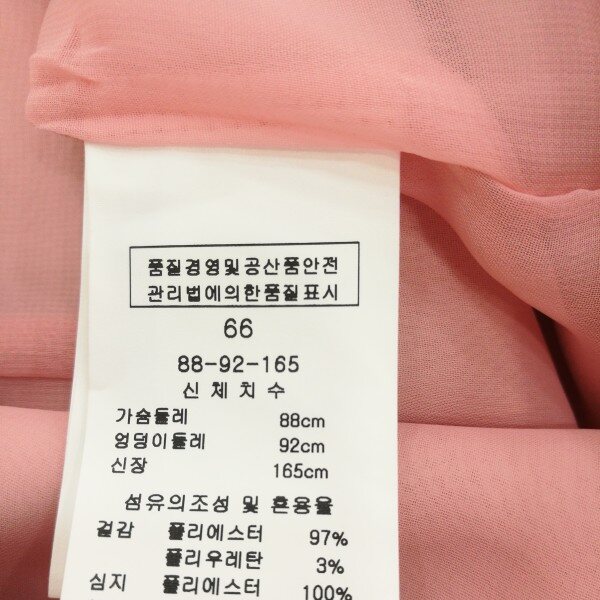 품질경영및공산품안전
관리법에의한품질표시
66
88-92-165
신체치수
가슴둘레 88cm
엉덩이둘레 92cm
신장 165cm
섬유의조성 및 혼용율
겉감 폴리에스터 97%
폴리우레탄 3%
심지 폴리에스터 100%